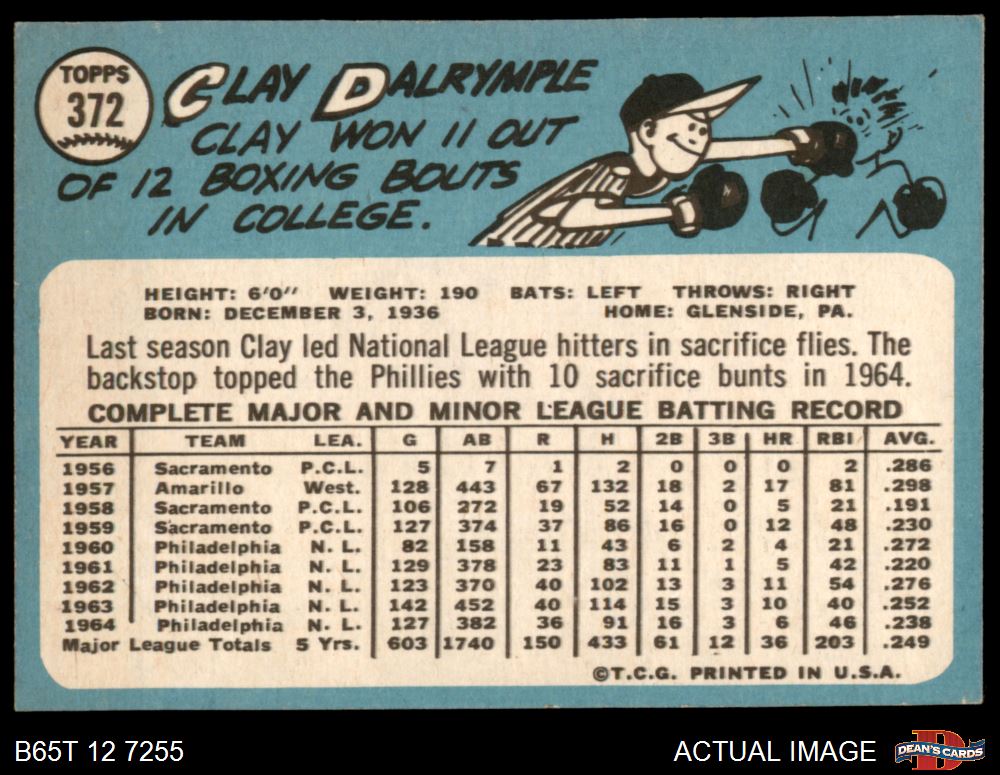 TOPPS
372
CLAY DALRYMPLE
CLAY WON 11 OUT
OF 12 BOXING BOUTS
IN COLLEGE.
HEIGHT: 6'0" WEIGHT: 190 BATS: LEFT THROWS: RIGHT
BORN: DECEMBER 3, 1936 HOME: GLENSIDE, PA.
Last season Clay led National League hitters in sacrifice flies. The
backstop topped the Phillies with 10 sacrifice bunts in 1964.
COMPLETE MAJOR AND MINOR LEAGUE BATTING RECORD
YEAR TEAM LEA. G AB R H 2B 3B HR RBI AVG.
1956 Sacramento P.C.L. 5 7 1 2 0 0 0 2 .286
1957 Amarillo West. 128 443 67 132 18 2 17 81 .298
1958 Sacramento P.C.L. 106 272 19 52 14 0 5 21 .191
1959 Sacramento P.C.L. 127 374 37 86 16 0 12 48 .230
1960 Philadelphia N. L. 82 158 11 43 6 2 4 21 .272
1961 Philadelphia N. L. 129 378 23 83 11 1 5 42 .220
1962 Philadelphia N. L. 123 370 40 102 13 3 11 54 .276
1963 Philadelphia N. L. 142 452 40 114 15 3 10 40 .252
1964 Philadelphia N. L. 127 382 36 91 16 3 6 46 .238
Major League Totals 5 Yrs. 603 1740 150 433 61 12 36 203 .249
©T.C.G. PRINTED IN U.S.A.
B65T 12 7255
ACTUAL IMAGE
DEAN'S CARDS